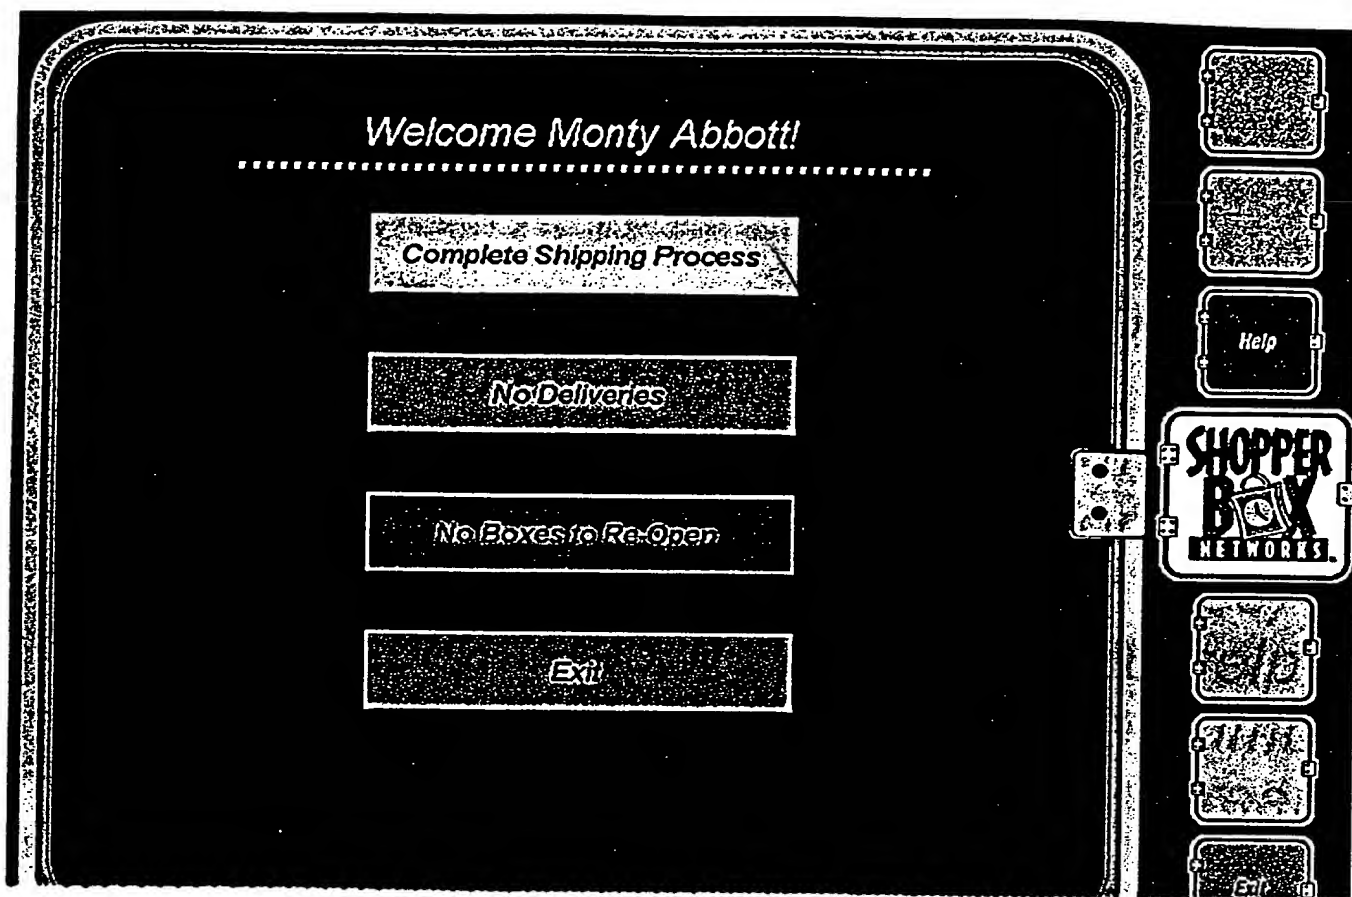 Welcome Monty Abbott!
Complete Shipping Process
No Deliveries
No Boxes to Re-Open
Exit
Help
SHOPPER
BOX
NETWORKS
Exit